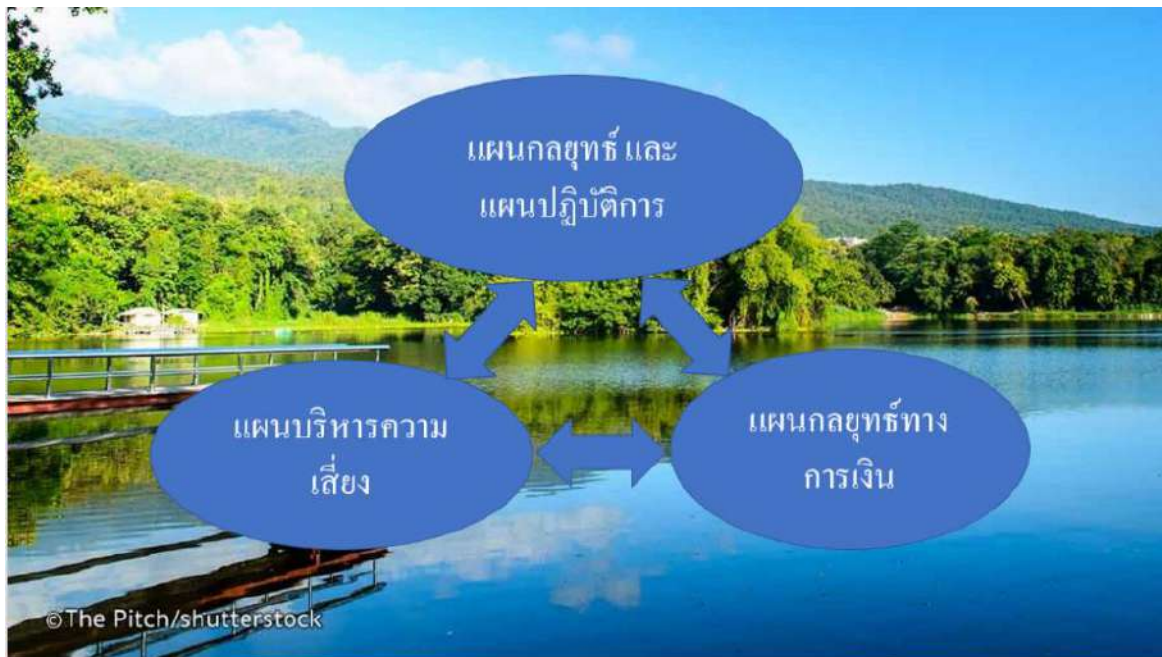 แผนกลยุทธ์ และ
แผนปฏิบัติการ
แผนบริหารความ
เสี่ยง
แผนกลยุทธ์ทาง
การเงิน
©The Pitch/shutterstock